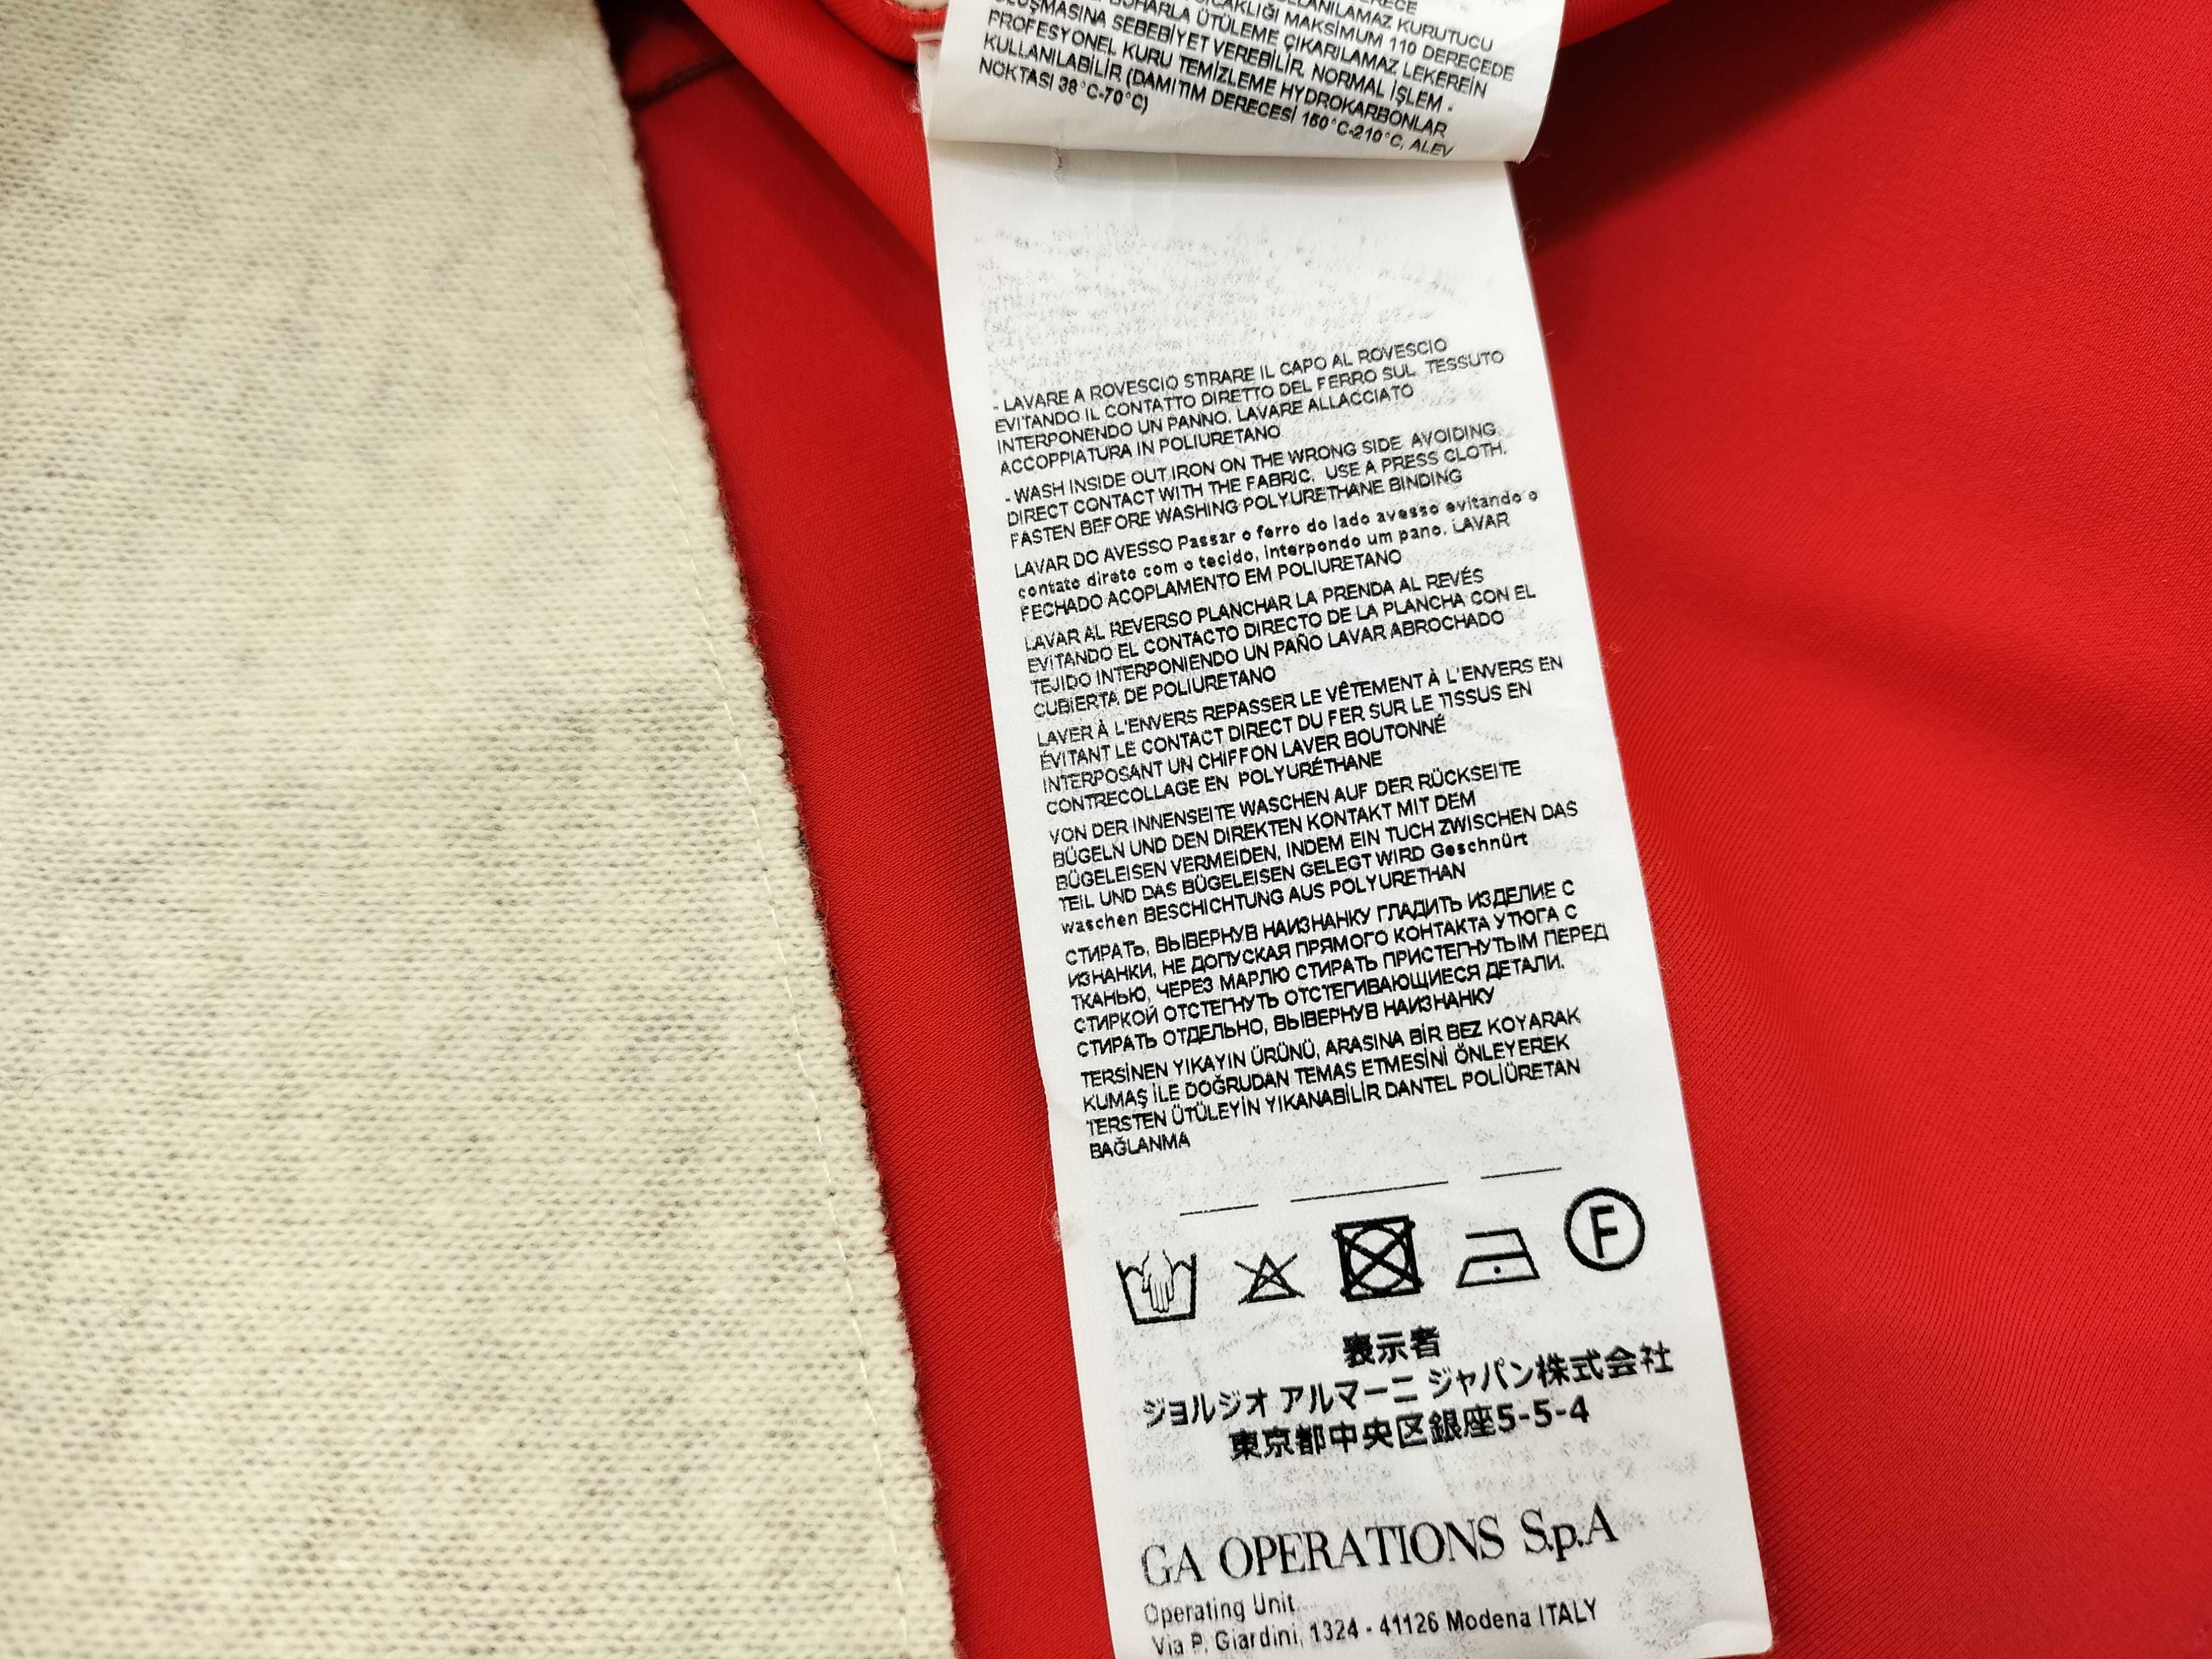 KULLANILAMAZ KURUTUCU
SICAKLIĞI MAKSİMUM 110 DERECEDE
BUHARLA ÜTÜLEME ÇIKARILAMAZ LEKEREİN
OLUŞMASINA SEBEBİYET VEREBİLİR, NORMAL İŞLEM -
PROFESYONEL KURU TEMİZLEME HYDROKARBONLAR
KULLANILABİLİR (DAMITIM DERECESİ 150°C-210°C, ALEV
NOKTASI 38°C-70°C)
- LAVARE A ROVESCIO STIRARE IL CAPO AL ROVESCIO
EVITANDO IL CONTATTO DIRETTO DEL FERRO SUL TESSUTO
INTERPONENDO UN PANNO. LAVARE ALLACCIATO
ACCOPPIATURA IN POLIURETANO
- WASH INSIDE OUT IRON ON THE WRONG SIDE AVOIDING
DIRECT CONTACT WITH THE FABRIC. USE A PRESS CLOTH.
FASTEN BEFORE WASHING POLYURETHANE BINDING
LAVAR DO AVESSO Passar o ferro do lado avesso evitando o
contato direto com o tecido, interpondo um pano. LAVAR
FECHADO ACOPLAMENTO EM POLIURETANO
LAVAR AL REVERSO PLANCHAR LA PRENDA AL REVÉS
EVITANDO EL CONTACTO DIRECTO DE LA PLANCHA CON EL
TEJIDO INTERPONIENDO UN PAÑO LAVAR ABROCHADO
CUBIERTA DE POLIURETANO
LAVER À L'ENVERS REPASSER LE VÊTEMENT À L'ENVERS EN
ÉVITANT LE CONTACT DIRECT DU FER SUR LE TISSUS EN
INTERPOSANT UN CHIFFON LAVER BOUTONNÉ
CONTRECOLLAGE EN POLYURÉTHANE
VON DER INNENSEITE WASCHEN AUF DER RÜCKSEITE
BÜGELN UND DEN DIREKTEN KONTAKT MIT DEM
BÜGELEISEN VERMEIDEN, INDEM EIN TUCH ZWISCHEN DAS
TEIL UND DAS BÜGELEISEN GELEGT WIRD Geschnürt
waschen BESCHICHTUNG AUS POLYURETHAN
СТИРАТЬ, ВЫВЕРНУВ НАИЗНАНКУ ГЛАДИТЬ ИЗДЕЛИЕ С
ИЗНАНКИ, НЕ ДОПУСКАЯ ПРЯМОГО КОНТАКТА УТЮГА С
ТКАНЬЮ, ЧЕРЕЗ МАРЛЮ СТИРАТЬ ПРИСТЕГНУТЫМ ПЕРЕД
СТИРКОЙ ОТСТЕГНУТЬ ОТСТЕГИВАЮЩИЕСЯ ДЕТАЛИ.
СТИРАТЬ ОТДЕЛЬНО, ВЫВЕРНУВ НАИЗНАНКУ
TERSİNEN YIKAYIN ÜRÜNÜ, ARASINA BİR BEZ KOYARAK
KUMAŞ İLE DOĞRUDAN TEMAS ETMESİNİ ÖNLEYEREK
TERSTEN ÜTÜLEYİN YIKANABİLİR DANTEL POLİÜRETAN
BAĞLANMA
F
表示者
ジョルジオ アルマーニ ジャパン株式会社
東京都中央区銀座5-5-4
GA OPERATIONS S.p.A
Operating Unit
Via P. Giardini, 1324 - 41126 Modena ITALY